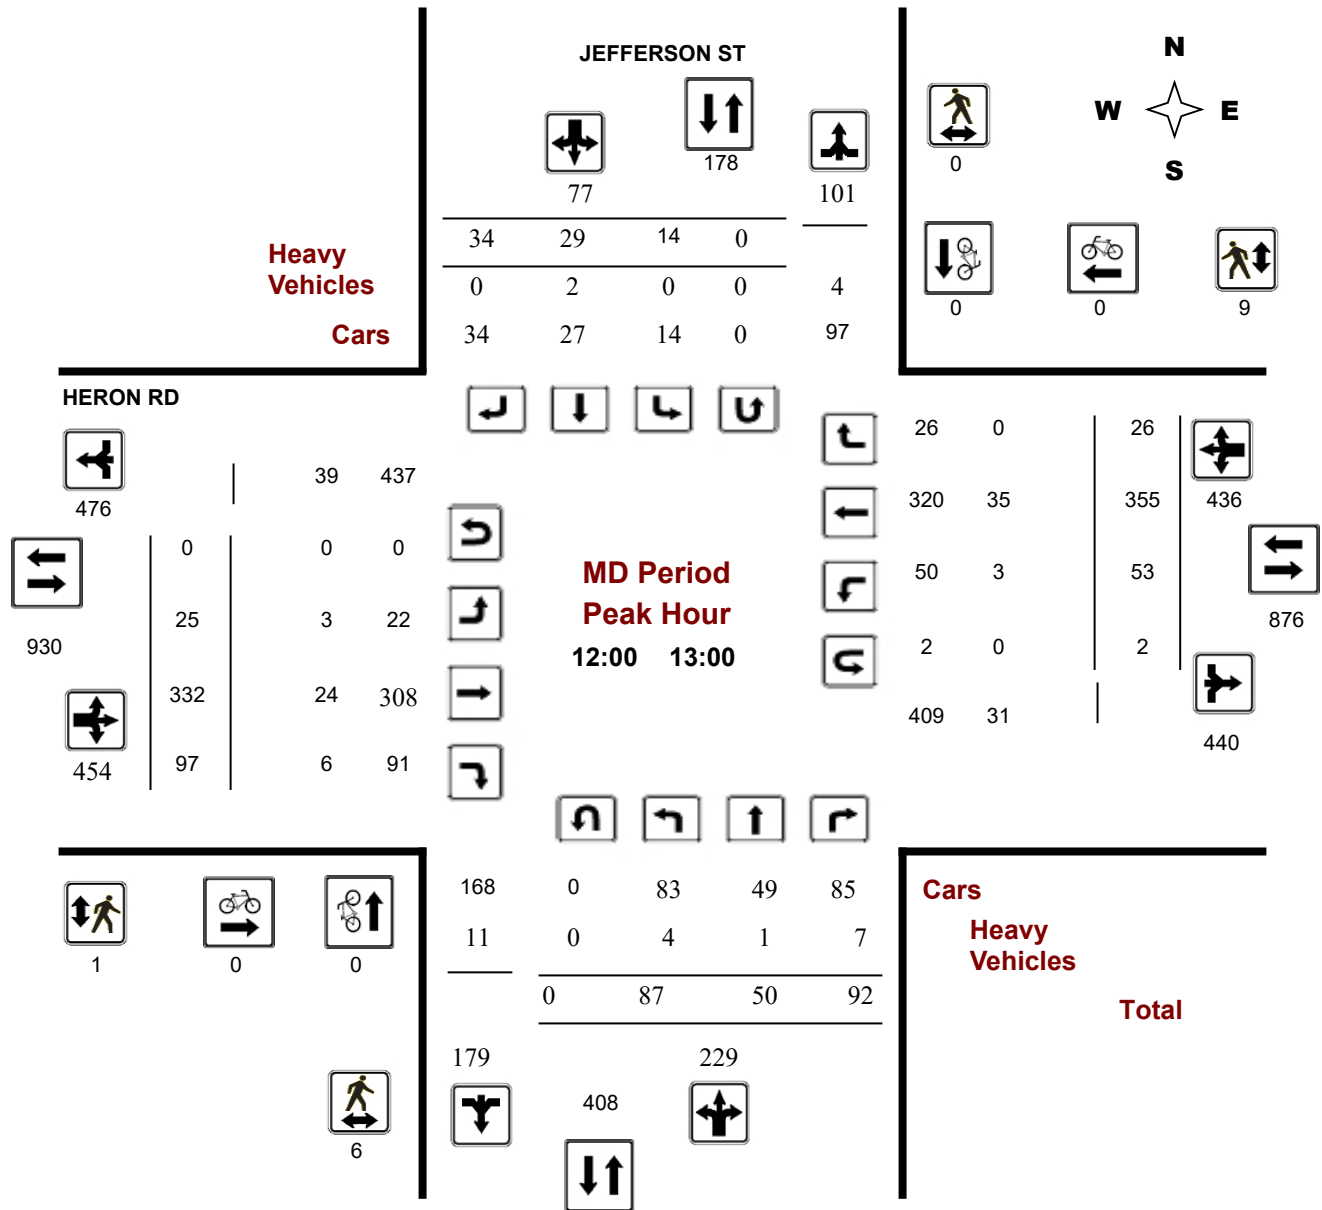 JEFFERSON ST
N
W E
S
178
0
77
101
34 29 14 0
Heavy
Vehicles
0 2 0 0 4
0 0 9
Cars
34 27 14 0 97
HERON RD
26 0 26
39 437
476
320 35 355 436
0 0 0
MD Period
50 3 53
Peak Hour
25 3 22
876
930
12:00 13:00
2 0 2
332 24 308
409 31
440
454 97 6 91
168 0 83 49 85
Cars
11 0 4 1 7
Heavy
Vehicles
1 0 0
0 87 50 92
Total
179 229
408
6